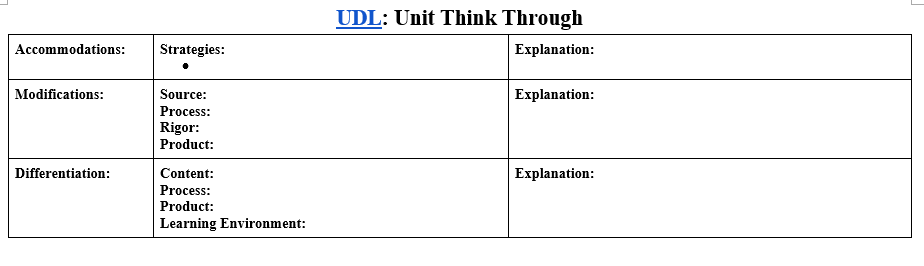 UDL: Unit Think Through
Accommodations:
Strategies:
●
Explanation:
Modifications:
Source:
Process:
Rigor:
Product:
Explanation:
Differentiation:
Content:
Process:
Product:
Learning Environment:
Explanation: